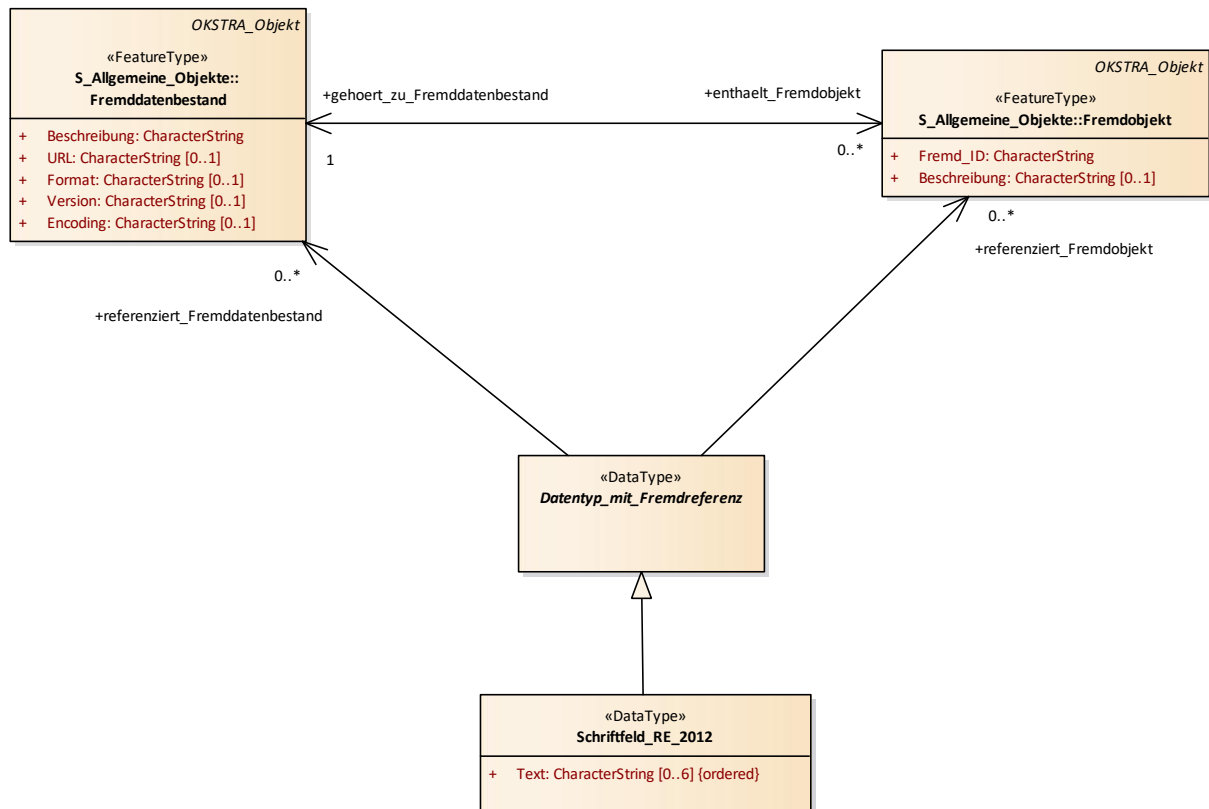 OKSTRA_Objekt
«FeatureType»
S_Allgemeine_Objekte::
Fremddatenbestand
+ Beschreibung: CharacterString
+ URL: CharacterString [0..1]
+ Format: CharacterString [0..1]
+ Version: CharacterString [0..1]
+ Encoding: CharacterString [0..1]
+gehoert_zu_Fremddatenbestand
1
+enthaelt_Fremdobjekt
0..*
OKSTRA_Objekt
«FeatureType»
S_Allgemeine_Objekte::Fremdobjekt
+ Fremd_ID: CharacterString
+ Beschreibung: CharacterString [0..1]
0..*
+referenziert_Fremdobjekt
0..*
+referenziert_Fremddatenbestand
«DataType»
Datentyp_mit_Fremdreferenz
«DataType»
Schriftfeld_RE_2012
+ Text: CharacterString [0..6] {ordered}